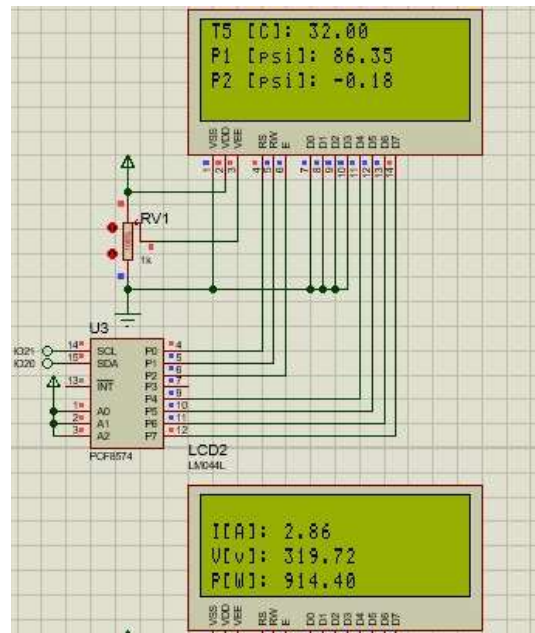 T5 [C]: 32.00
P1 [psi]: 86.35
P2 [psi]: -0.18
VSS VDD VEE RS RW E D0 D1 D2 D3 D4 D5 D6 D7
1 2 3 4 5 6 7 8 9 10 11 12 13 14
RV1
1k
U3
IO21 14 SCL P0 4
IO20 15 SDA P1 5
P2 6
13 INT P3 7
P4 9
1 A0 P5 10
2 A1 P6 11
3 A2 P7 12
PCF8574
LCD2
LM044L
I[A]: 2.86
V[v]: 319.72
P[W]: 914.40
VSS VDD VEE RS RW E D0 D1 D2 D3 D4 D5 D6 D7